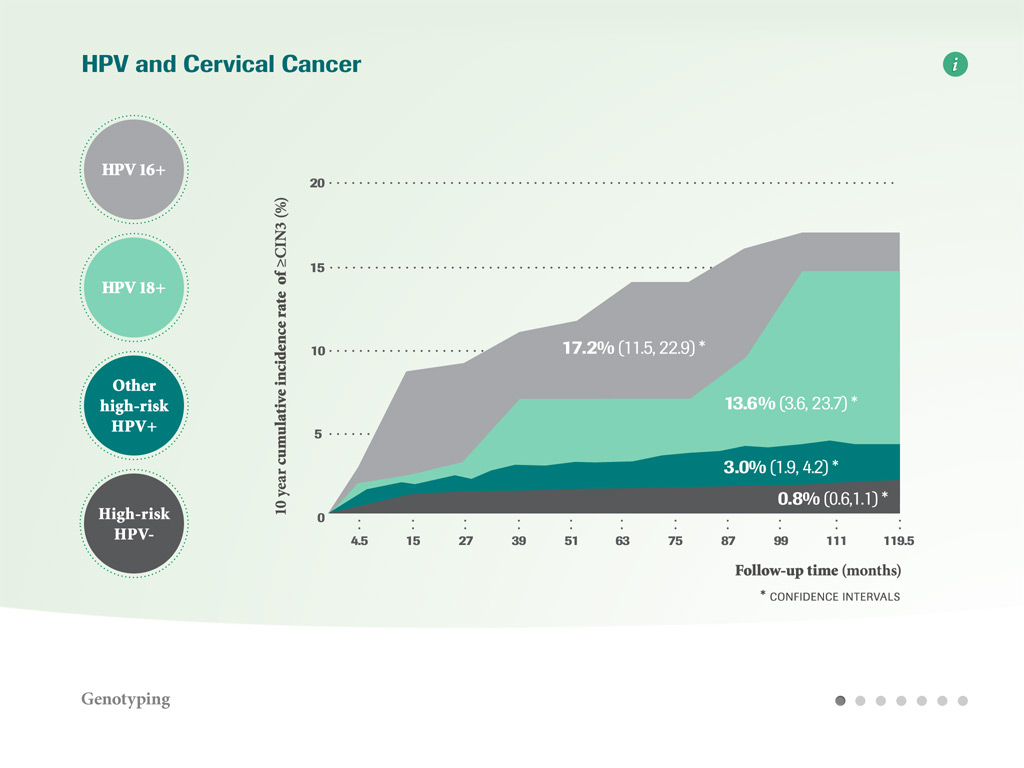 HPV and Cervical Cancer
i
HPV 16+
HPV 18+
Other
high-risk
HPV+
High-risk
HPV-
10 year cumulative incidence rate of ≥CIN3 (%)
20
15
10
5
0
17.2% (11.5, 22.9) *
13.6% (3.6, 23.7) *
3.0% (1.9, 4.2) *
0.8% (0.6,1.1) *
4.5 15 27 39 51 63 75 87 99 111 119.5
Follow-up time (months)
* CONFIDENCE INTERVALS
Genotyping